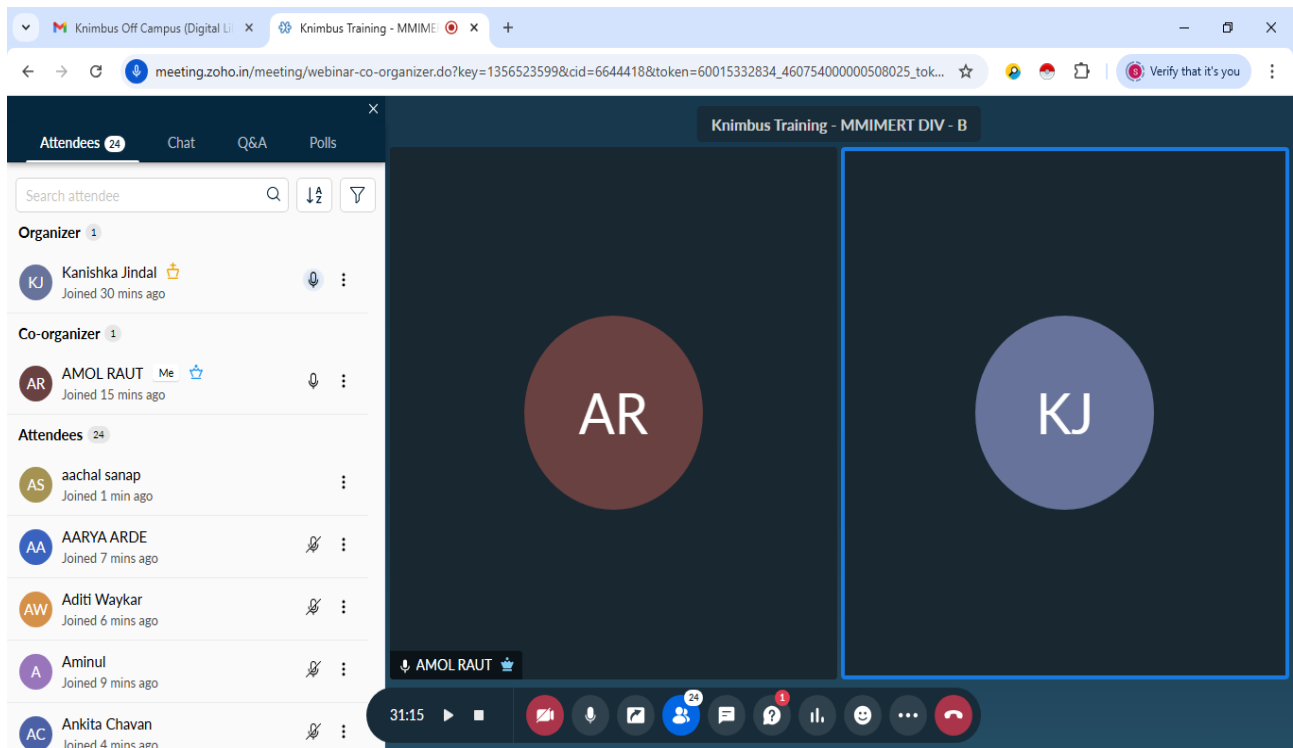 Knimbus Off Campus (Digital Li
Knimbus Training - MMIME
meeting.zoho.in/meeting/webinar-co-organizer.do?key=1356523599&cid=6644418&token=60015332834_460754000000508025_tok...
S
Verify that it's you
Attendees 24
Chat
Q&A
Polls
Knimbus Training - MMIMERT DIV - B
Search attendee
A
Z
Organizer 1
KJ
Kanishka Jindal
Joined 30 mins ago
Co-organizer 1
AR
AMOL RAUT Me
Joined 15 mins ago
Attendees 24
AS
aachal sanap
Joined 1 min ago
AA
AARYA ARDE
Joined 7 mins ago
AW
Aditi Waykar
Joined 6 mins ago
A
Aminul
Joined 9 mins ago
AC
Ankita Chavan
Joined 4 mins ago
AR
KJ
AMOL RAUT
31:15
24
1